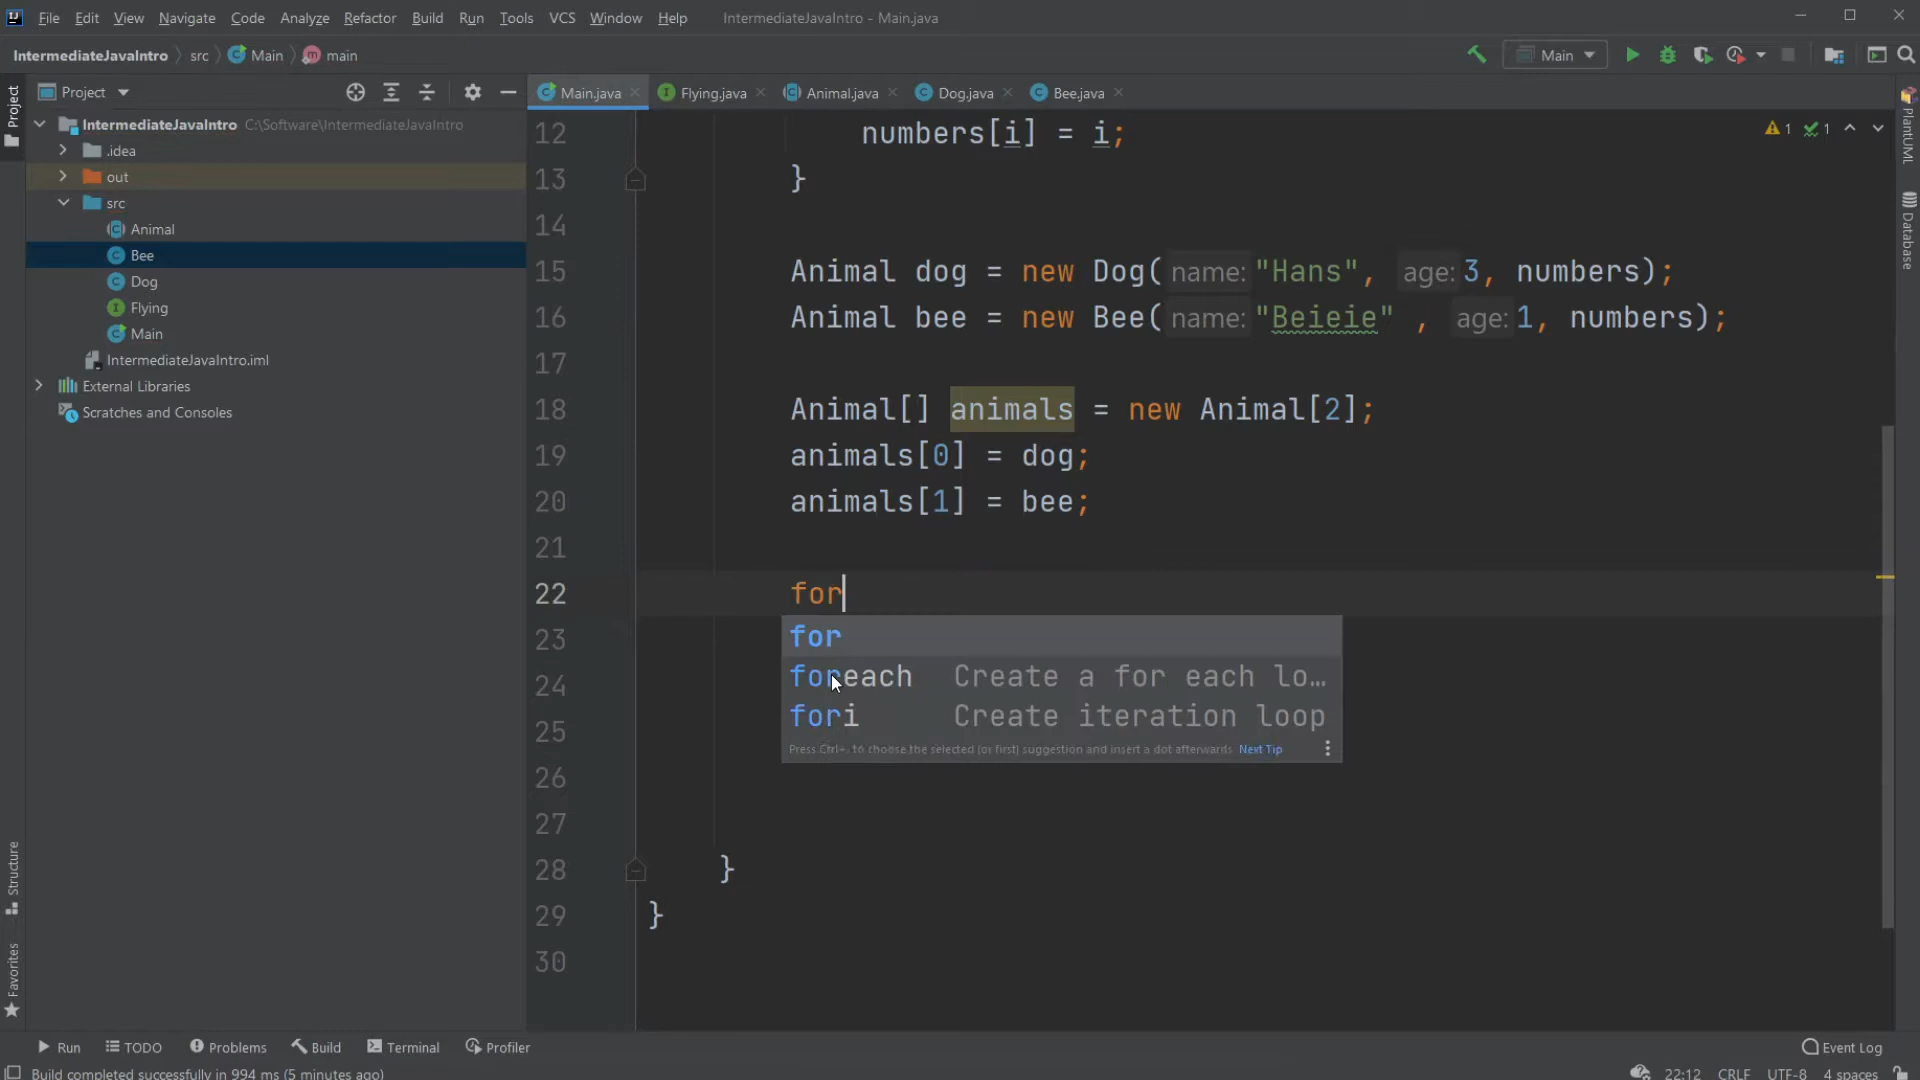 File Edit View Navigate Code Analyze Refactor Build Run Tools VCS Window Help IntermediateJavaIntro - Main.java
IntermediateJavaIntro src Main main
Main
Project
Main.java Flying.java Animal.java Dog.java Bee.java
IntermediateJavaIntro C:\Software\IntermediateJavaIntro
.idea
out
src
Animal
Bee
Dog
Flying
Main
IntermediateJavaIntro.iml
External Libraries
Scratches and Consoles
Project
Structure
Favorites
1 1
12 numbers[i] = i;
13 }
14
15 Animal dog = new Dog( name: "Hans", age: 3, numbers);
16 Animal bee = new Bee( name: "Beieie" , age: 1, numbers);
17
18 Animal[] animals = new Animal[2];
19 animals[0] = dog;
20 animals[1] = bee;
21
22 for
23
24
25
26
27
28 }
29 }
30
for
foreach Create a for each lo…
fori Create iteration loop
Press Ctrl+. to choose the selected (or first) suggestion and insert a dot afterwards Next Tip
PlantUML
Database
Run TODO Problems Build Terminal Profiler Event Log
Build completed successfully in 994 ms (5 minutes ago) 22:12 CRLF UTF-8 4 spaces